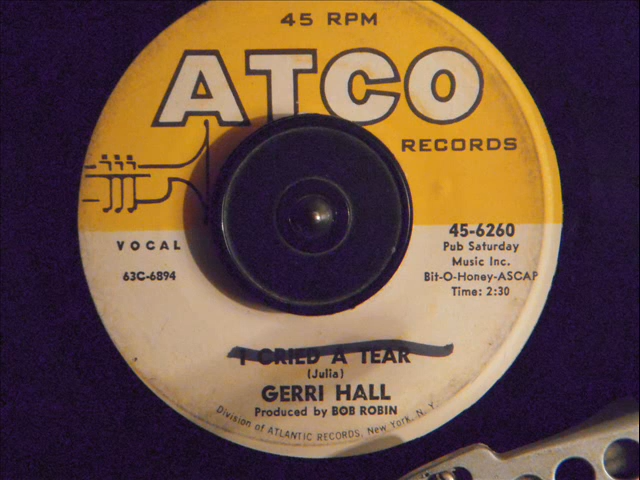 45 RPM
ATCO
RECORDS
VOCAL
63C-6894
45-6260
Pub Saturday
Music Inc.
Bit-O-Honey-ASCAP
Time: 2:30
I CRIED A TEAR
(Julia)
GERRI HALL
Produced by BOB ROBIN
Division of ATLANTIC RECORDS, New York, N. Y.